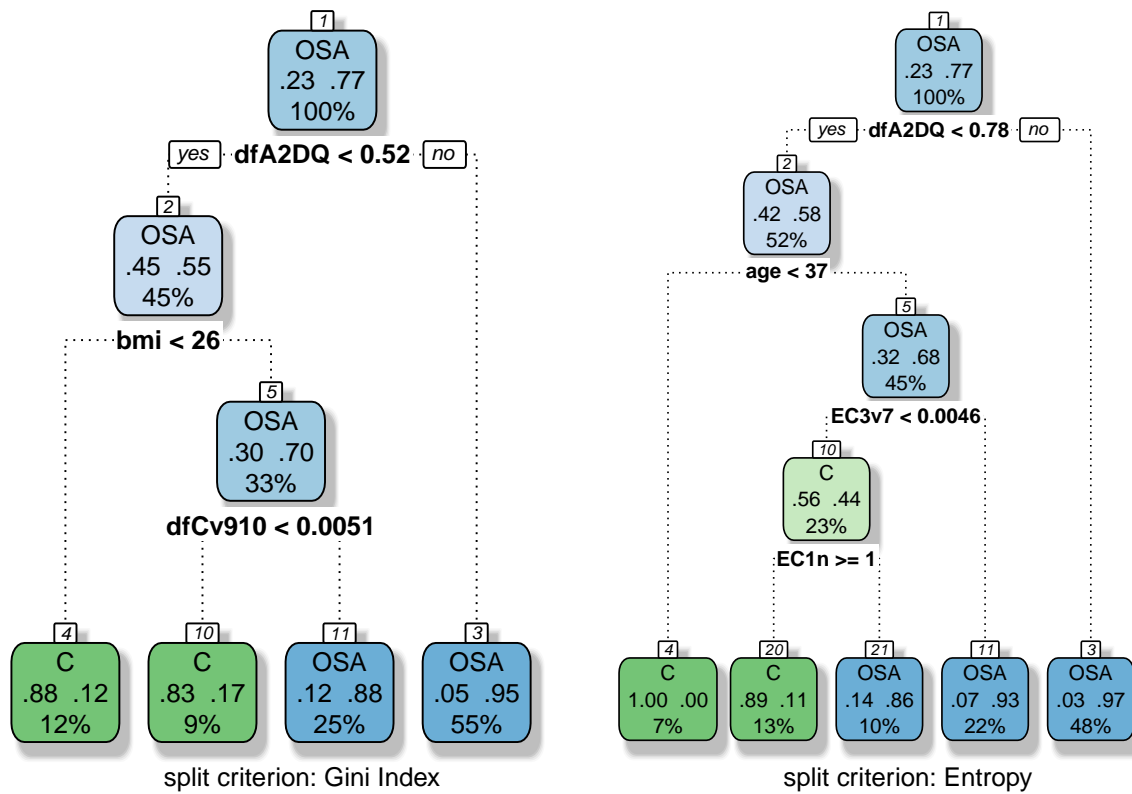 1
OSA
.23 .77
100%
yes dfA2DQ < 0.52 no
2
OSA
.45 .55
45%
bmi < 26
5
OSA
.30 .70
33%
dfCv910 < 0.0051
4
C
.88 .12
12%
10
C
.83 .17
9%
11
OSA
.12 .88
25%
3
OSA
.05 .95
55%
split criterion: Gini Index
1
OSA
.23 .77
100%
yes dfA2DQ < 0.78 no
2
OSA
.42 .58
52%
age < 37
5
OSA
.32 .68
45%
EC3v7 < 0.0046
10
C
.56 .44
23%
EC1n >= 1
4
C
1.00 .00
7%
20
C
.89 .11
13%
21
OSA
.14 .86
10%
11
OSA
.07 .93
22%
3
OSA
.03 .97
48%
split criterion: Entropy